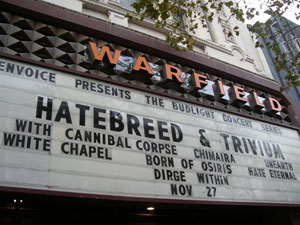 WARFIELD
ENVOICE PRESENTS THE BUDLIGHT CONCERT SERIES
HATEBREED & TRIVIUM
WITH CANNIBAL CORPSE CHIMAIRA UNEARTH
WHITE CHAPEL BORN OF OSIRIS HATE ETERNAL
DIRGE WITHIN
NOV 27